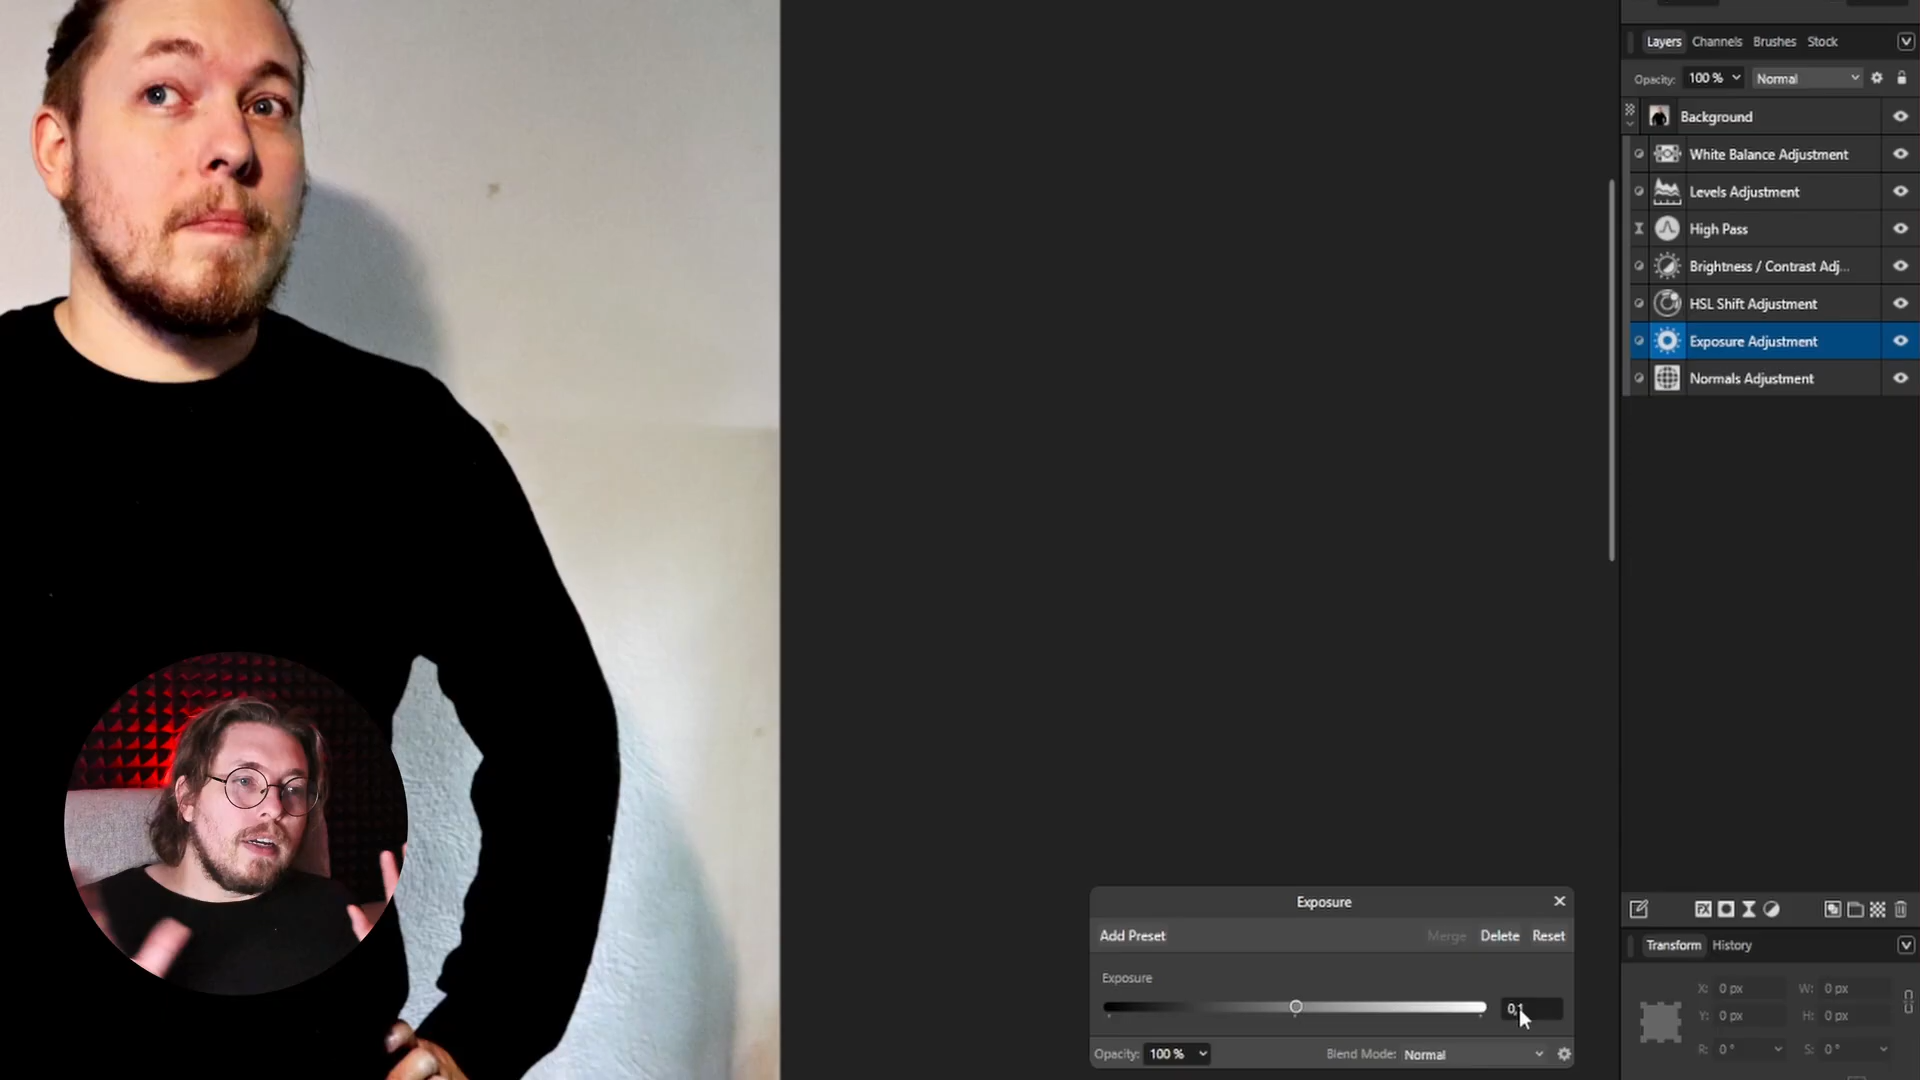 Layers Channels Brushes Stock
Opacity: 100 % Normal
Background
White Balance Adjustment
Levels Adjustment
High Pass
Brightness / Contrast Adj...
HSL Shift Adjustment
Exposure Adjustment
Normals Adjustment
Exposure
Add Preset Merge Delete Reset
Exposure
0,1
Opacity: 100 % Blend Mode: Normal
Transform History
X: 0 px W: 0 px
Y: 0 px H: 0 px
R: 0 ° S: 0 °